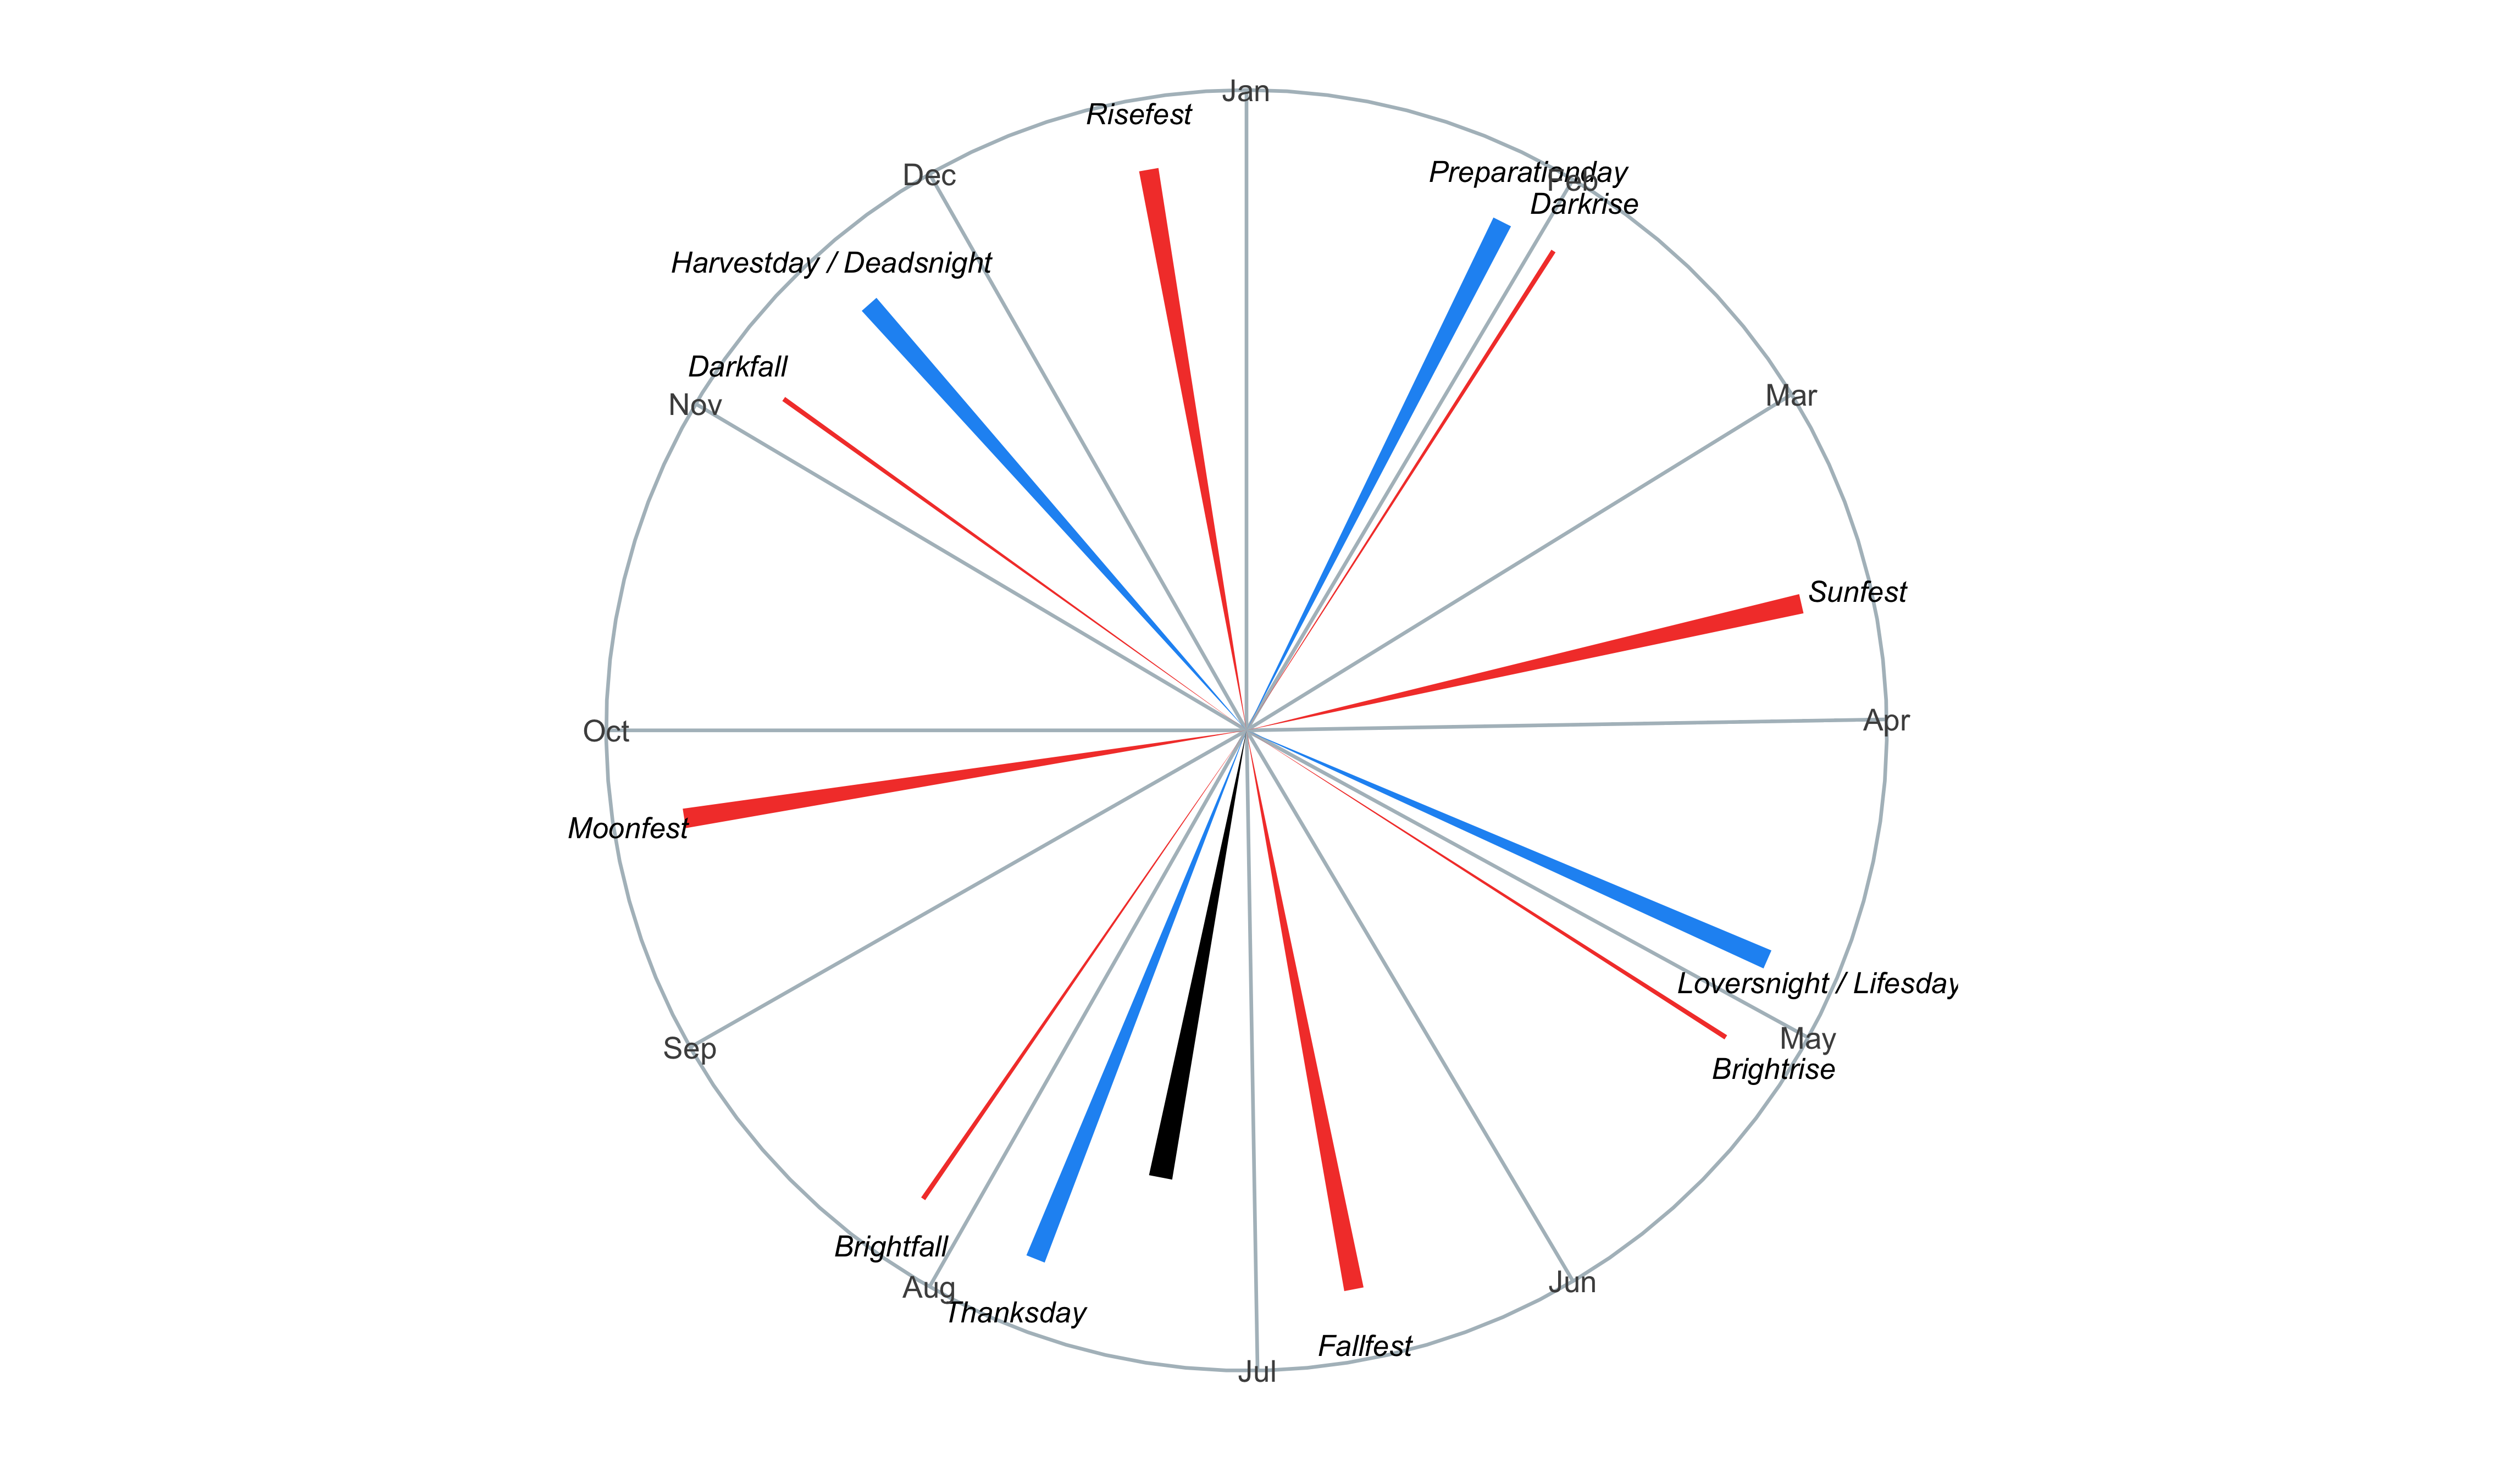 Jan
Risefest
Preparationday
Dec
Feb
Darkrise
Harvestday / Deadsnight
Darkfall
Mar
Nov
Sunfest
Apr
Oct
Moonfest
Loversnight / Lifesday
May
Sep
Brightrise
Brightfall
Jun
Aug
Thanksday
Fallfest
Jul